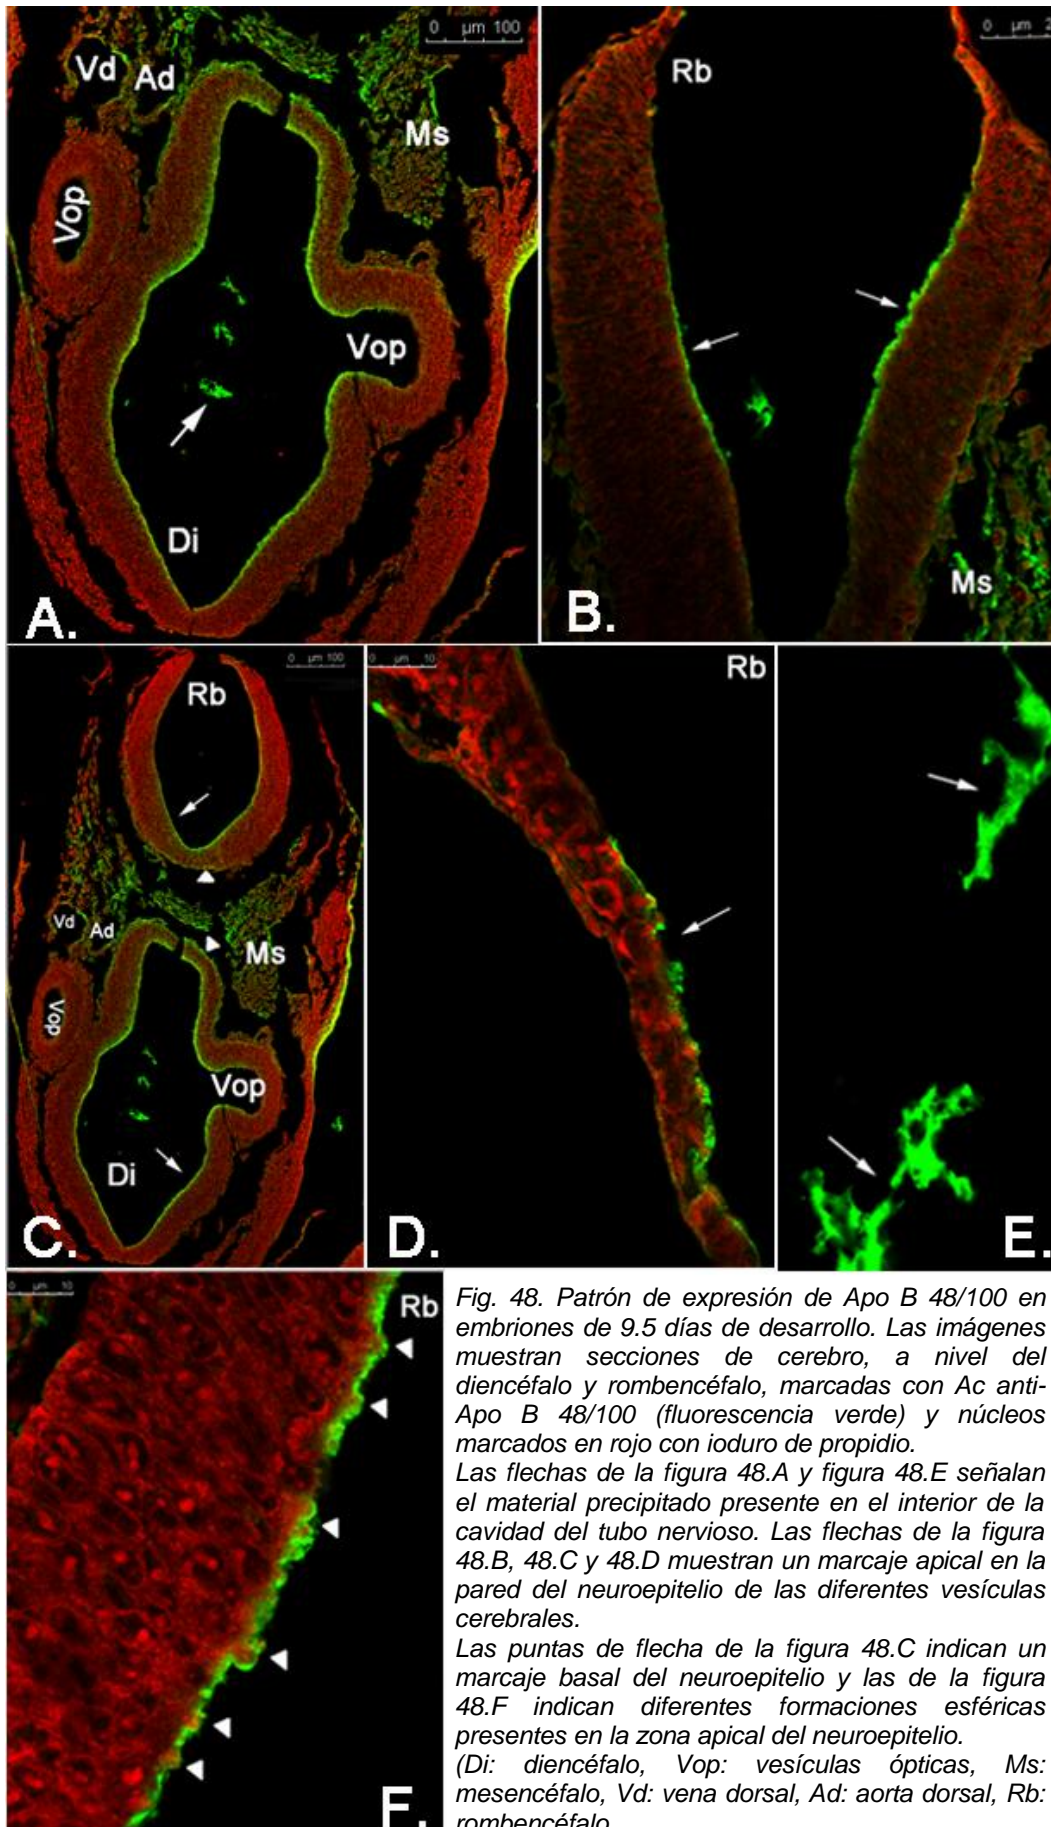 0 µm 100
Vd
Ad
Ms
Vop
Vop
Di
A.
0 µm 2
Rb
Ms
B.
0 µm 100
Rb
Vd
Ad
Ms
Vop
Vop
Di
C.
0 µm 10
Rb
D.
E.
0 µm 10
Rb
F.
Fig. 48. Patrón de expresión de Apo B 48/100 en
embriones de 9.5 días de desarrollo. Las imágenes
muestran secciones de cerebro, a nivel del
diencéfalo y rombencéfalo, marcadas con Ac anti-
Apo B 48/100 (fluorescencia verde) y núcleos
marcados en rojo con ioduro de propidio.
Las flechas de la figura 48.A y figura 48.E señalan
el material precipitado presente en el interior de la
cavidad del tubo nervioso. Las flechas de la figura
48.B, 48.C y 48.D muestran un marcaje apical en la
pared del neuroepitelio de las diferentes vesículas
cerebrales.
Las puntas de flecha de la figura 48.C indican un
marcaje basal del neuroepitelio y las de la figura
48.F indican diferentes formaciones esféricas
presentes en la zona apical del neuroepitelio.
(Di: diencéfalo, Vop: vesículas ópticas, Ms:
mesencéfalo, Vd: vena dorsal, Ad: aorta dorsal, Rb:
rombencéfalo